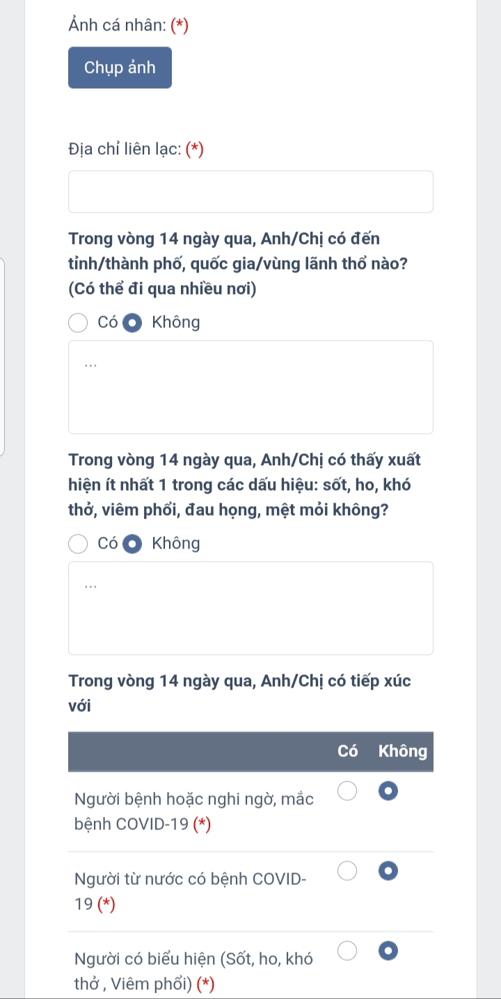 Ảnh cá nhân: (*)
Chụp ảnh
Địa chỉ liên lạc: (*)
Trong vòng 14 ngày qua, Anh/Chị có đến
tỉnh/thành phố, quốc gia/vùng lãnh thổ nào?
(Có thể đi qua nhiều nơi)
Có Không
...
Trong vòng 14 ngày qua, Anh/Chị có thấy xuất
hiện ít nhất 1 trong các dấu hiệu: sốt, ho, khó
thở, viêm phổi, đau họng, mệt mỏi không?
Có Không
...
Trong vòng 14 ngày qua, Anh/Chị có tiếp xúc
với
Có Không
Người bệnh hoặc nghi ngờ, mắc
bệnh COVID-19 (*)
Người từ nước có bệnh COVID-
19 (*)
Người có biểu hiện (Sốt, ho, khó
thở , Viêm phổi) (*)